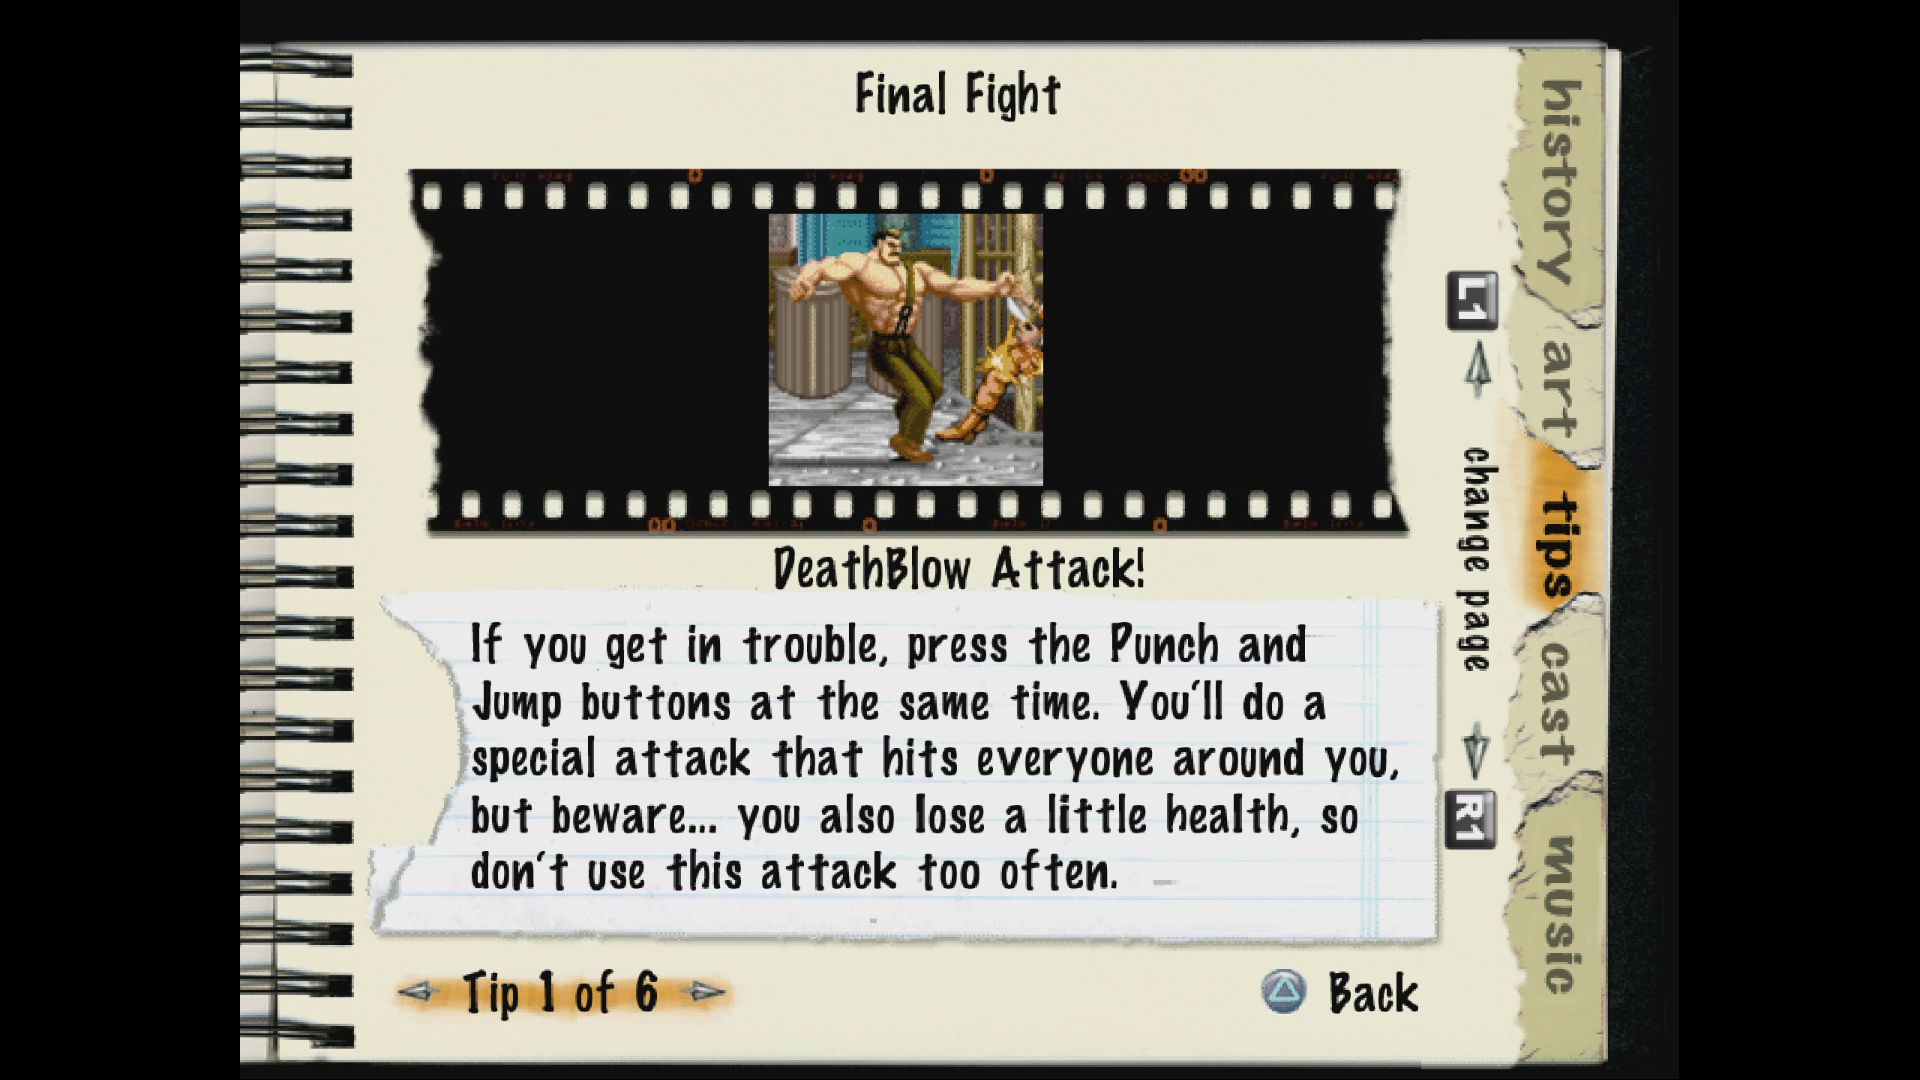 Final Fight
DeathBlow Attack!
If you get in trouble, press the Punch and
Jump buttons at the same time. You'll do a
special attack that hits everyone around you,
but beware... you also lose a little health, so
don't use this attack too often.
Tip 1 of 6
Back
L1
change page
R1
history
art
tips
cast
music